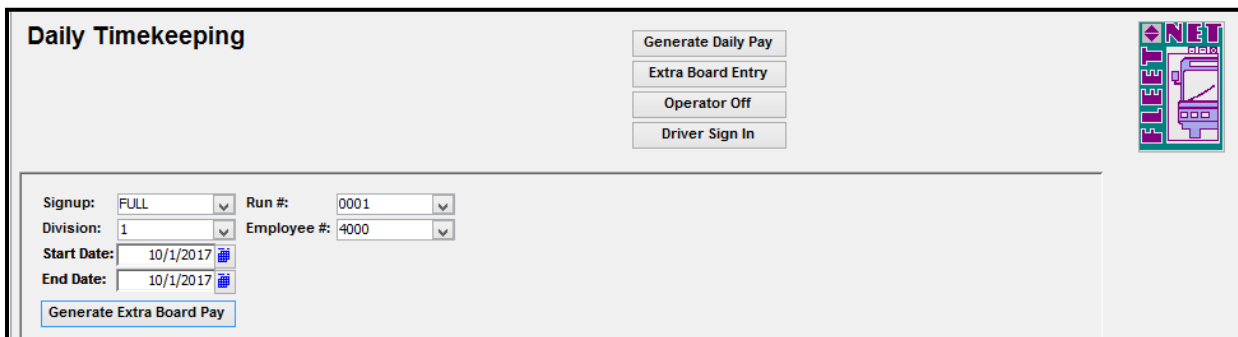 Daily Timekeeping
Generate Daily Pay
Extra Board Entry
Operator Off
Driver Sign In
FLEET NET
Signup: FULL Run #: 0001
Division: 1 Employee #: 4000
Start Date: 10/1/2017
End Date: 10/1/2017
Generate Extra Board Pay